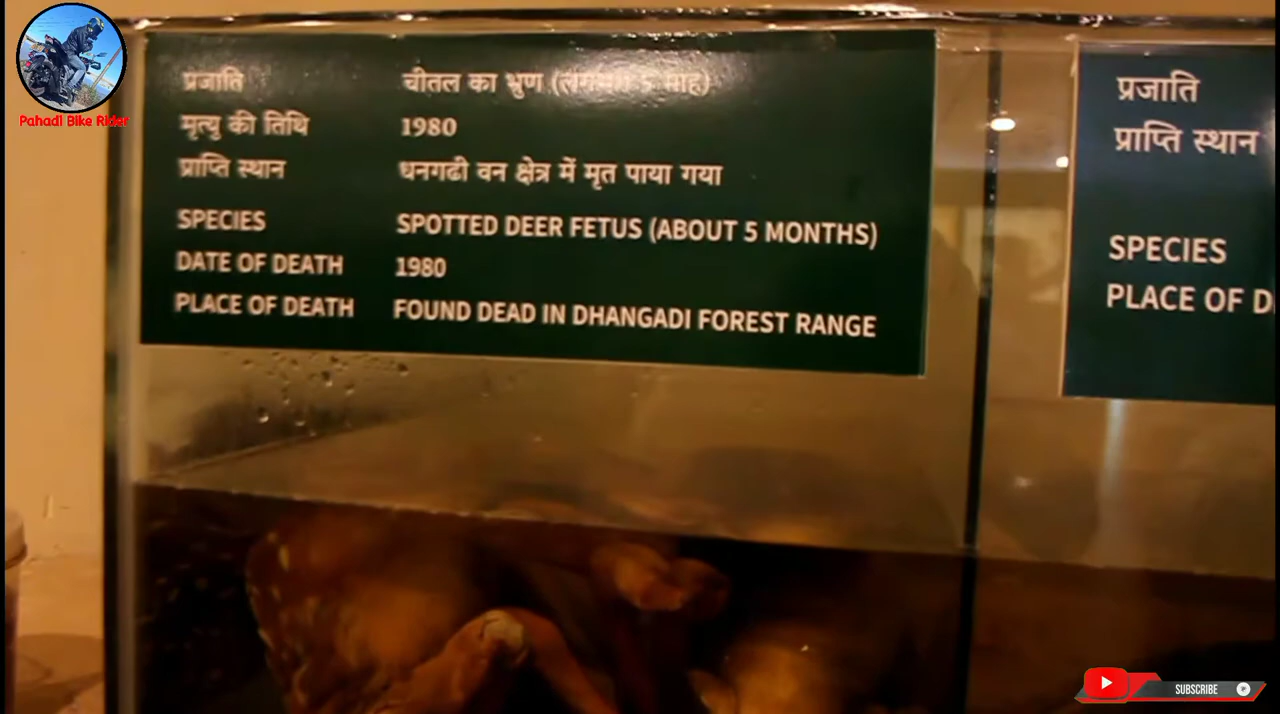 Pahadi Bike Rider
प्रजाति चीतल का भ्रुण (लगभग 5 माह)
मृत्यु की तिथि 1980
प्राप्ति स्थान धनगढी वन क्षेत्र में मृत पाया गया
SPECIES SPOTTED DEER FETUS (ABOUT 5 MONTHS)
DATE OF DEATH 1980
PLACE OF DEATH FOUND DEAD IN DHANGADI FOREST RANGE
प्रजाति
प्राप्ति स्थान
SPECIES
PLACE OF D
SUBSCRIBE